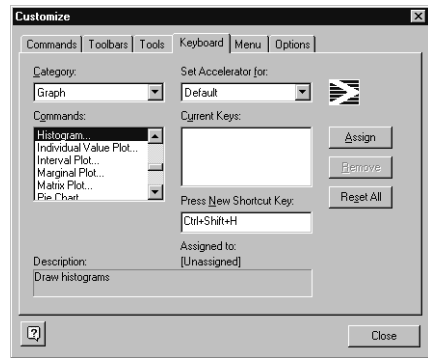 Customize
Commands Toolbars Tools Keyboard Menu Options
Category:
Graph
Set Accelerator for:
Default
Commands:
Histogram...
Individual Value Plot...
Interval Plot...
Marginal Plot...
Matrix Plot...
Pie Chart
Current Keys:
Assign
Remove
Reset All
Press New Shortcut Key:
Ctrl+Shift+H
Assigned to:
[Unassigned]
Description:
Draw histograms
Close